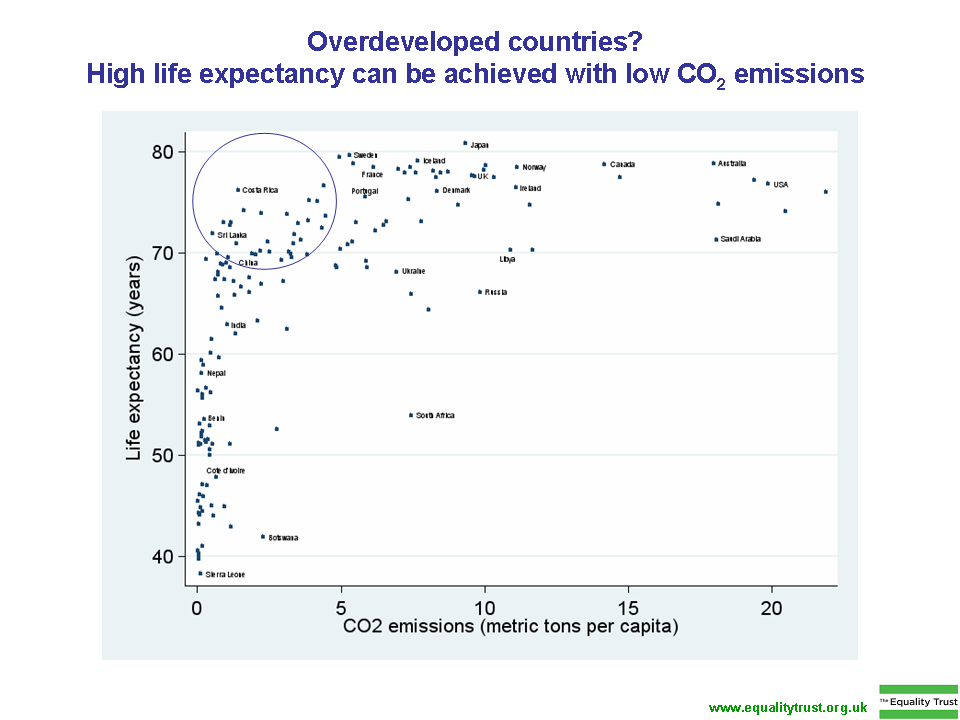 Overdeveloped countries?
High life expectancy can be achieved with low CO2 emissions
Life expectancy (years)
80
70
60
50
40
Japan
Sweden
Iceland
France
UK
Norway
Canada
Australia
USA
Costa Rica
Portugal
Denmark
Ireland
Sri Lanka
Saudi Arabia
China
Libya
Ukraine
Russia
India
Nepal
Benin
South Africa
Cote d'Ivoire
Botswana
Sierra Leone
0 5 10 15 20
CO2 emissions (metric tons per capita)
www.equalitytrust.org.uk
The Equality Trust